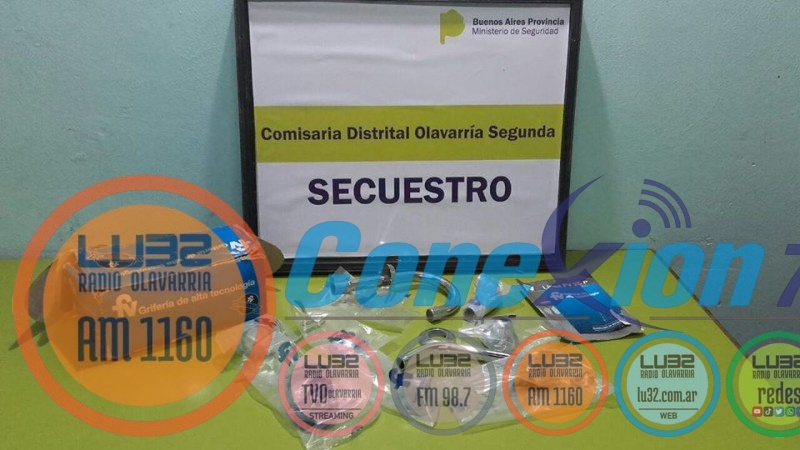 Buenos Aires Provincia
Ministerio de Seguridad
Comisaria Distrital Olavarría Segunda
SECUESTRO
LU32
RADIO OLAVARRIA
AM 1160
Griferia de alta tecnología
Conexion 7
LU32
RADIO OLAVARRIA
TVO OLAVARRIA
STREAMING
LU32
RADIO OLAVARRIA
FM 98.7
LU32
RADIO OLAVARRIA
AM 1160
LU32
RADIO OLAVARRIA
lu32.com.ar
WEB
LU32
RADIO OLAVARRIA
redes